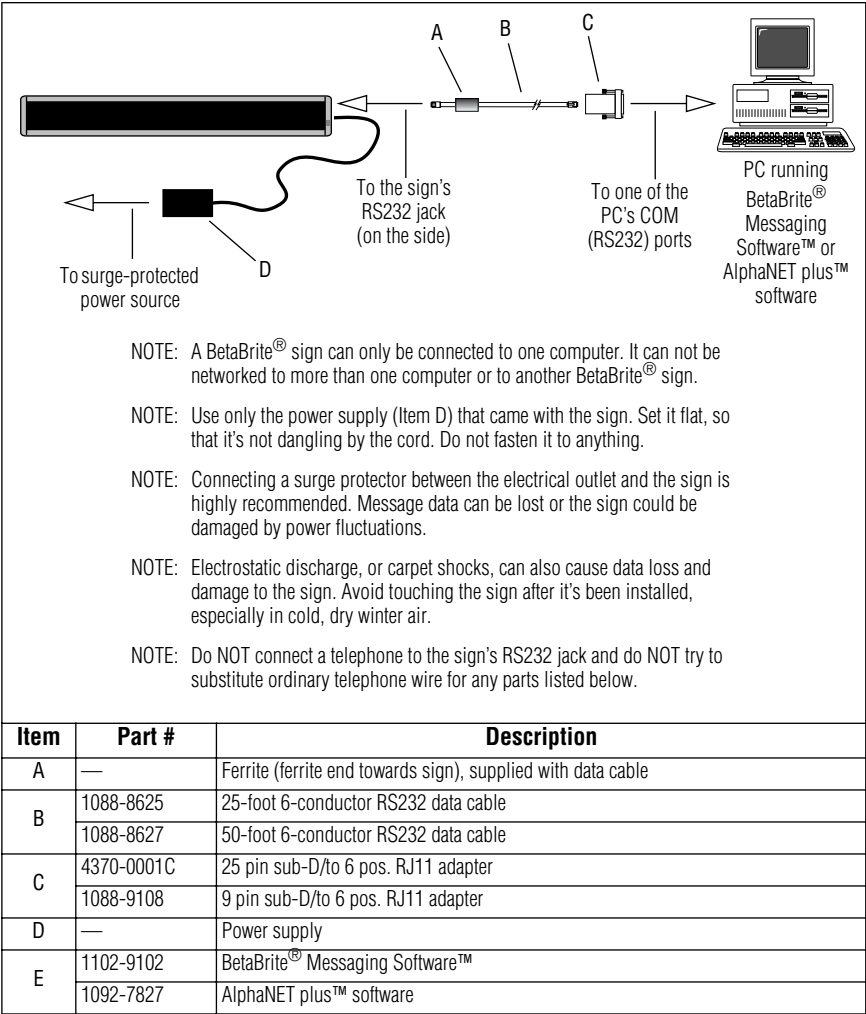 A
B
C
To the sign's
RS232 jack
(on the side)
To one of the
PC's COM
(RS232) ports
PC running
BetaBrite®
Messaging
Software™ or
AlphaNET plus™
software
D
To surge-protected
power source
NOTE: A BetaBrite® sign can only be connected to one computer. It can not be
networked to more than one computer or to another BetaBrite® sign.
NOTE: Use only the power supply (Item D) that came with the sign. Set it flat, so
that it's not dangling by the cord. Do not fasten it to anything.
NOTE: Connecting a surge protector between the electrical outlet and the sign is
highly recommended. Message data can be lost or the sign could be
damaged by power fluctuations.
NOTE: Electrostatic discharge, or carpet shocks, can also cause data loss and
damage to the sign. Avoid touching the sign after it's been installed,
especially in cold, dry winter air.
NOTE: Do NOT connect a telephone to the sign's RS232 jack and do NOT try to
substitute ordinary telephone wire for any parts listed below.
Item Part # Description
A — Ferrite (ferrite end towards sign), supplied with data cable
B 1088-8625 25-foot 6-conductor RS232 data cable
1088-8627 50-foot 6-conductor RS232 data cable
C 4370-0001C 25 pin sub-D/to 6 pos. RJ11 adapter
1088-9108 9 pin sub-D/to 6 pos. RJ11 adapter
D — Power supply
E 1102-9102 BetaBrite® Messaging Software™
1092-7827 AlphaNET plus™ software